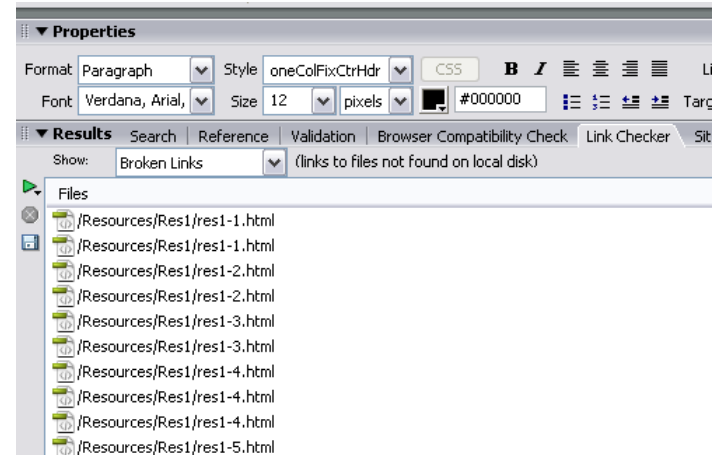 Properties
Format Paragraph Style oneColFixCtrHdr CSS B I Li
Font Verdana, Arial, Size 12 pixels #000000 Targ
Results Search Reference Validation Browser Compatibility Check Link Checker Sit
Show: Broken Links (links to files not found on local disk)
Files
/Resources/Res1/res1-1.html
/Resources/Res1/res1-1.html
/Resources/Res1/res1-2.html
/Resources/Res1/res1-2.html
/Resources/Res1/res1-3.html
/Resources/Res1/res1-3.html
/Resources/Res1/res1-4.html
/Resources/Res1/res1-4.html
/Resources/Res1/res1-4.html
/Resources/Res1/res1-5.html